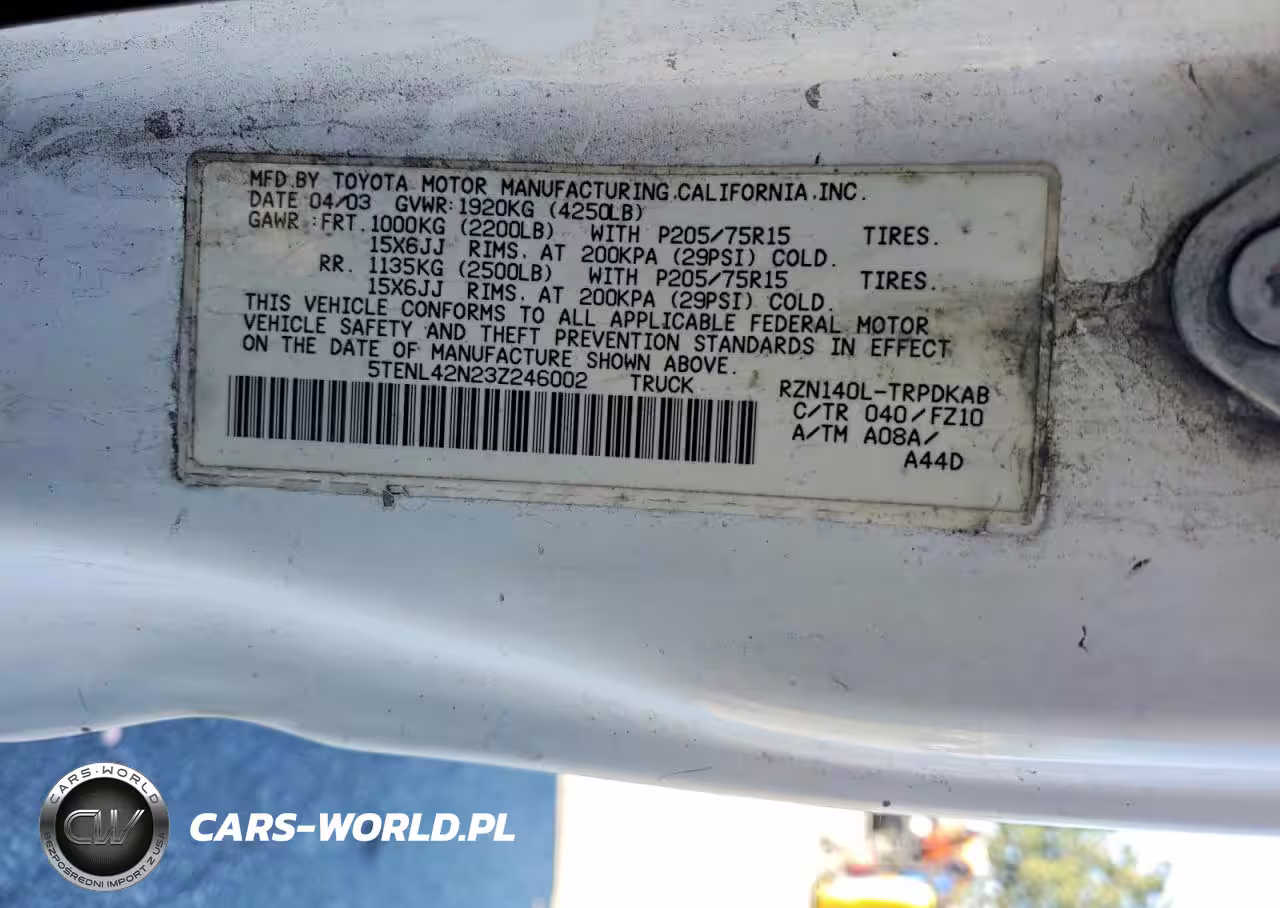 MFD.BY TOYOTA MOTOR MANUFACTURING.CALIFORNIA.INC.
DATE 04/03 GVWR:1920KG (4250LB)
GAWR:FRT.1000KG (2200LB) WITH P205/75R15 TIRES.
15X6JJ RIMS. AT 200KPA (29PSI) COLD.
RR. 1135KG (2500LB) WITH P205/75R15 TIRES.
15X6JJ RIMS. AT 200KPA (29PSI) COLD.
THIS VEHICLE CONFORMS TO ALL APPLICABLE FEDERAL MOTOR
VEHICLE SAFETY AND THEFT PREVENTION STANDARDS IN EFFECT
ON THE DATE OF MANUFACTURE SHOWN ABOVE.
5TENL42N23Z246002 TRUCK RZN140L-TRPDKAB
C/TR 040/FZ10
A/TM A08A/
A44D
CARS-WORLD
CW
BEZPOŚREDNI IMPORT Z USA
CARS-WORLD.PL